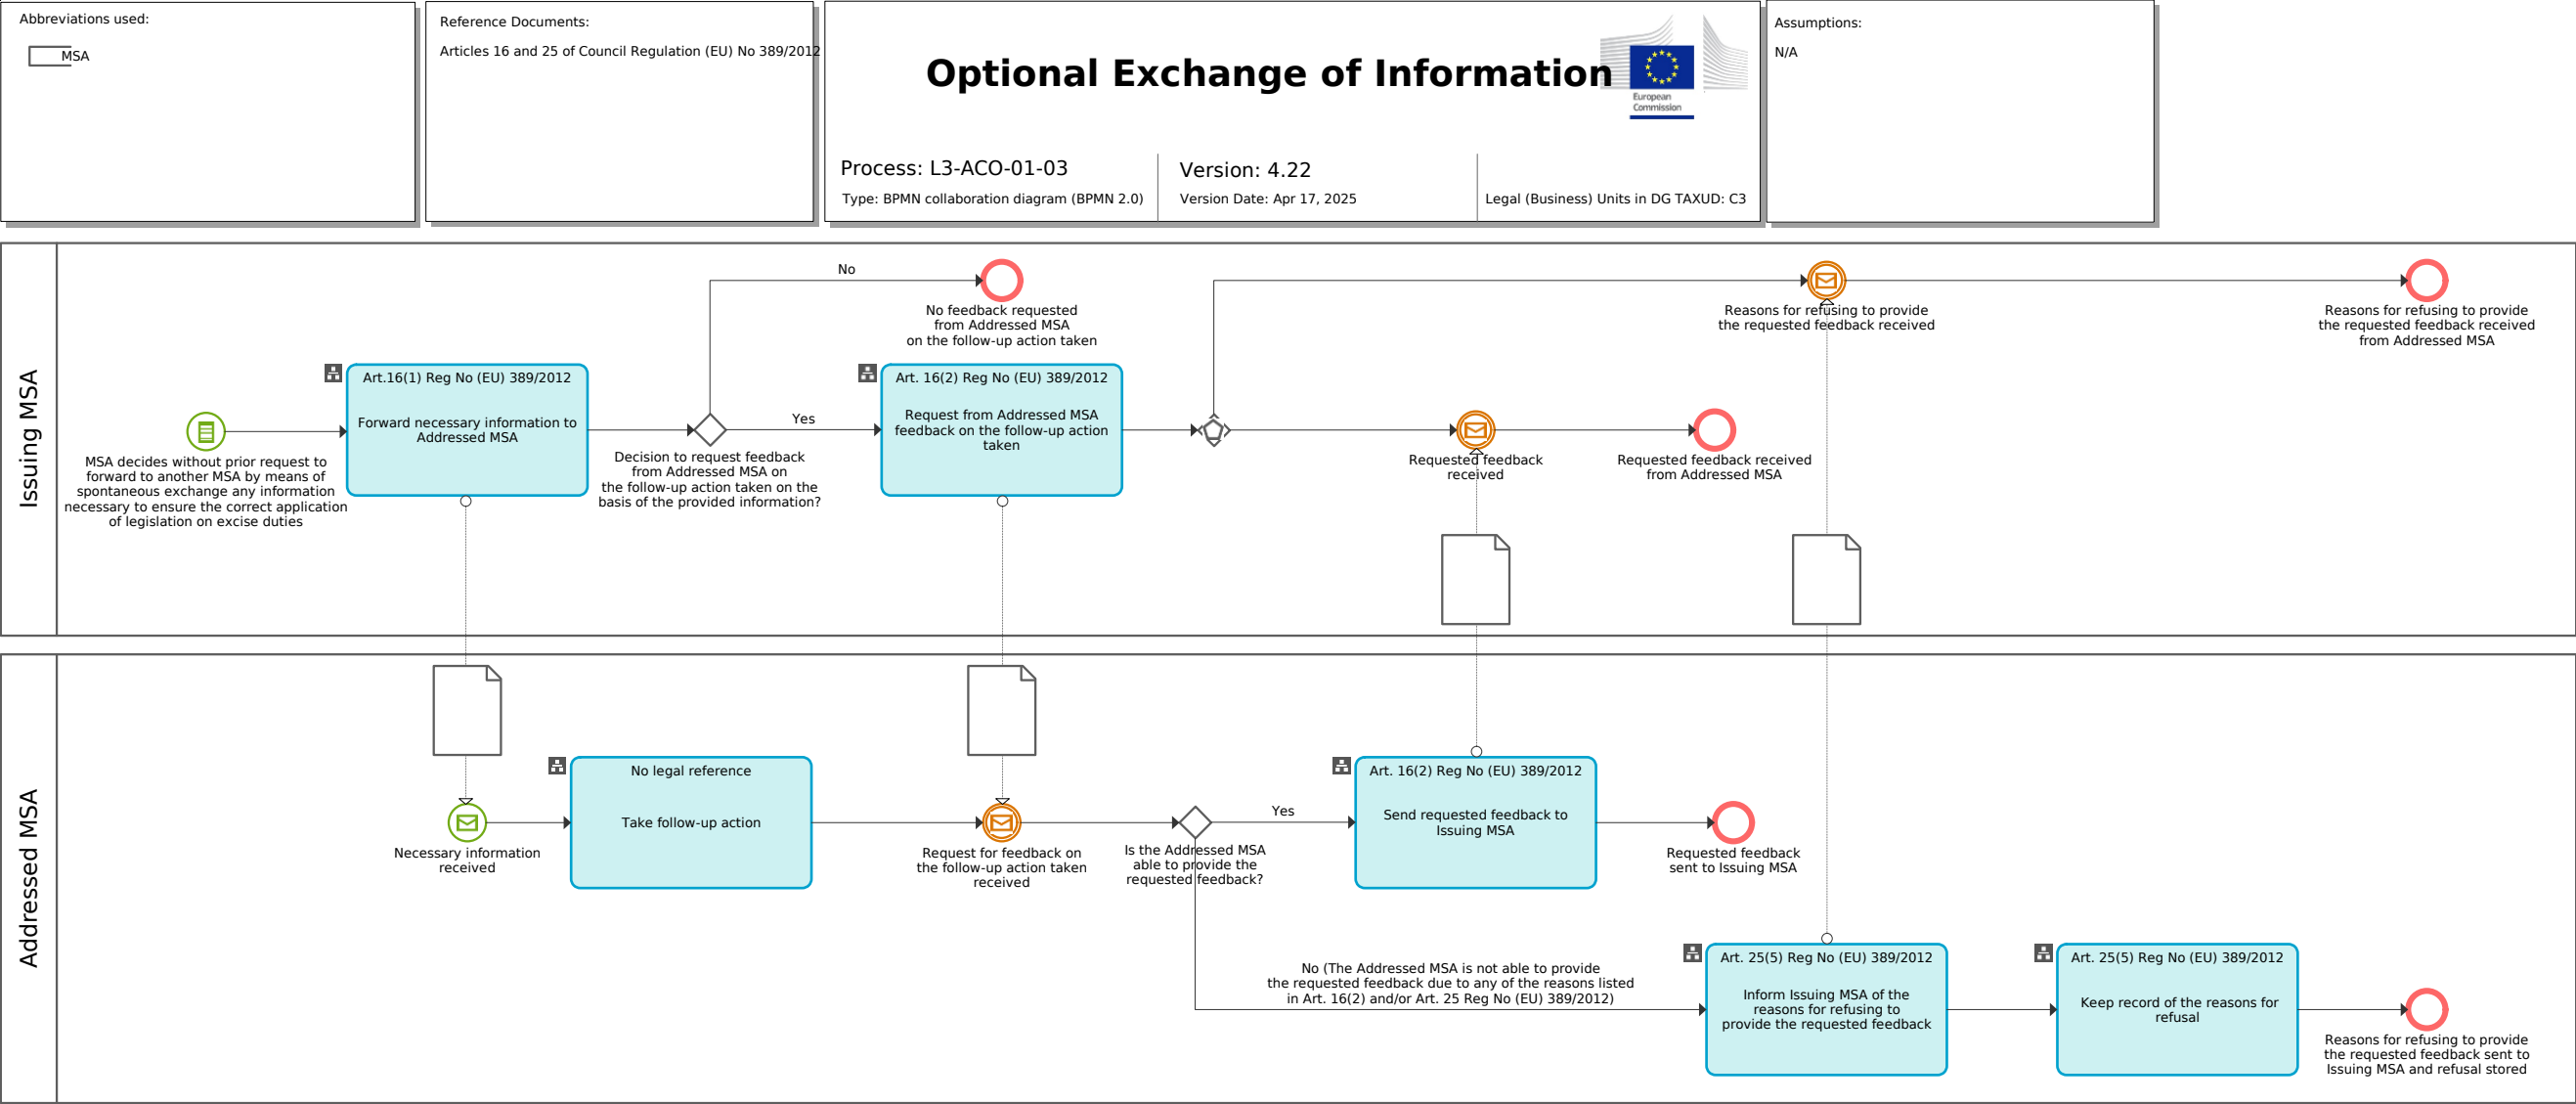 Abbreviations used:
MSA
Reference Documents:
Articles 16 and 25 of Council Regulation (EU) No 389/2012
Optional Exchange of Information
European
Commission
Process: L3-ACO-01-03
Type: BPMN collaboration diagram (BPMN 2.0)
Version: 4.22
Version Date: Apr 17, 2025
Legal (Business) Units in DG TAXUD: C3
Assumptions:
N/A
Issuing MSA
MSA decides without prior request to
forward to another MSA by means of
spontaneous exchange any information
necessary to ensure the correct application
of legislation on excise duties
Art.16(1) Reg No (EU) 389/2012
Forward necessary information to
Addressed MSA
Decision to request feedback
from Addressed MSA on
the follow-up action taken on the
basis of the provided information?
No
No feedback requested
from Addressed MSA
on the follow-up action taken
Yes
Art. 16(2) Reg No (EU) 389/2012
Request from Addressed MSA
feedback on the follow-up action
taken
Reasons for refusing to provide
the requested feedback received
Reasons for refusing to provide
the requested feedback received
from Addressed MSA
Requested feedback
received
Requested feedback received
from Addressed MSA
Addressed MSA
Necessary information
received
No legal reference
Take follow-up action
Request for feedback on
the follow-up action taken
received
Is the Addressed MSA
able to provide the
requested feedback?
Yes
Art. 16(2) Reg No (EU) 389/2012
Send requested feedback to
Issuing MSA
Requested feedback
sent to Issuing MSA
No (The Addressed MSA is not able to provide
the requested feedback due to any of the reasons listed
in Art. 16(2) and/or Art. 25 Reg No (EU) 389/2012)
Art. 25(5) Reg No (EU) 389/2012
Inform Issuing MSA of the
reasons for refusing to
provide the requested feedback
Art. 25(5) Reg No (EU) 389/2012
Keep record of the reasons for
refusal
Reasons for refusing to provide
the requested feedback sent to
Issuing MSA and refusal stored